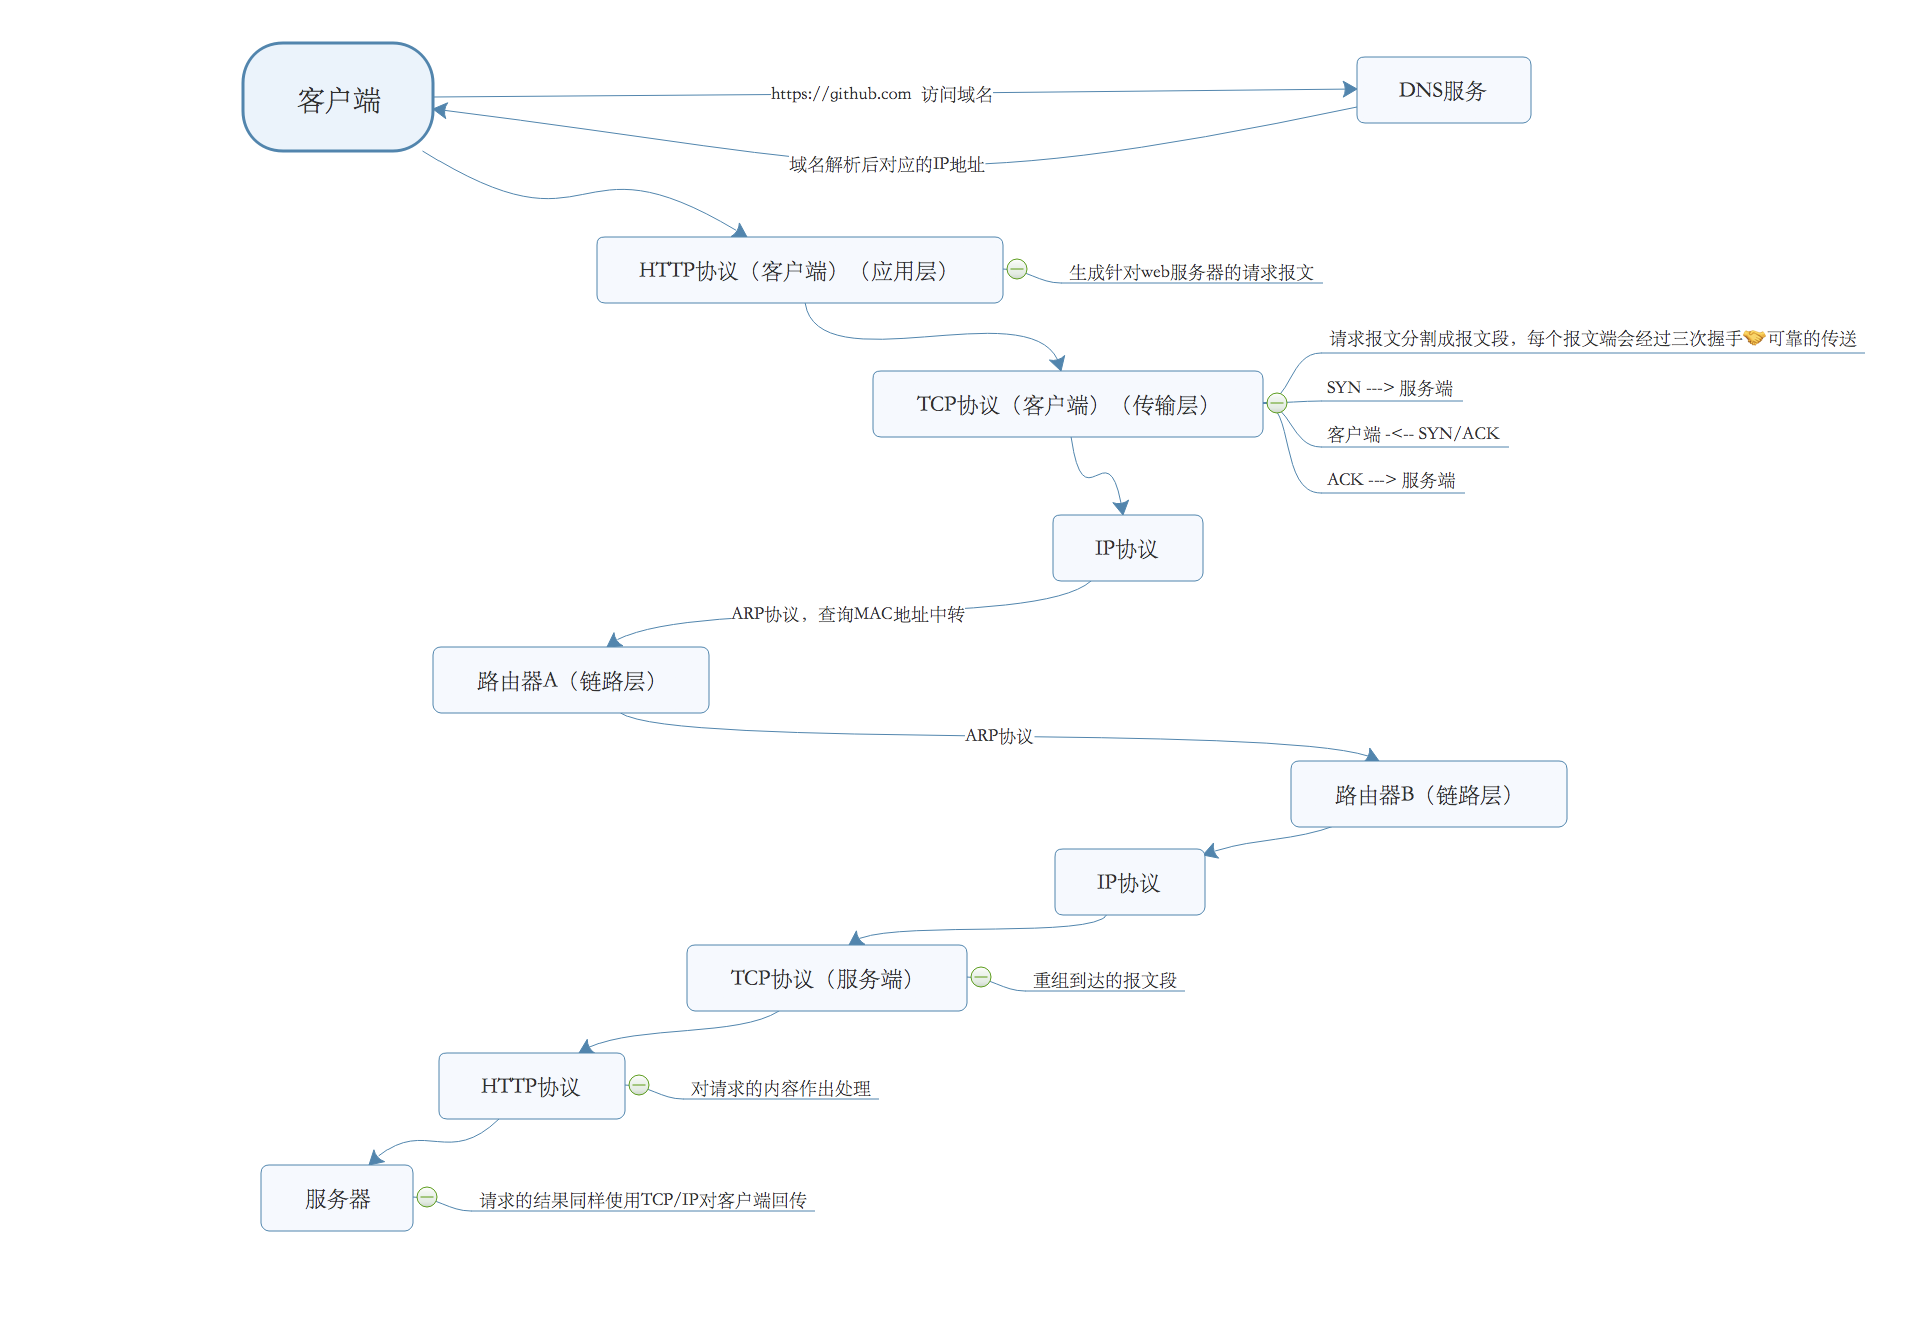 客户端
https://github.com 访问域名
DNS服务
域名解析后对应的IP地址
HTTP协议（客户端）（应用层）
生成针对web服务器的请求报文
请求报文分割成报文段，每个报文端会经过三次握手🤝可靠的传送
SYN ---> 服务端
TCP协议（客户端）（传输层）
客户端 -<-- SYN/ACK
ACK ---> 服务端
IP协议
ARP协议，查询MAC地址中转
路由器A（链路层）
ARP协议
路由器B（链路层）
IP协议
TCP协议（服务端）
重组到达的报文段
HTTP协议
对请求的内容作出处理
服务器
请求的结果同样使用TCP/IP对客户端回传